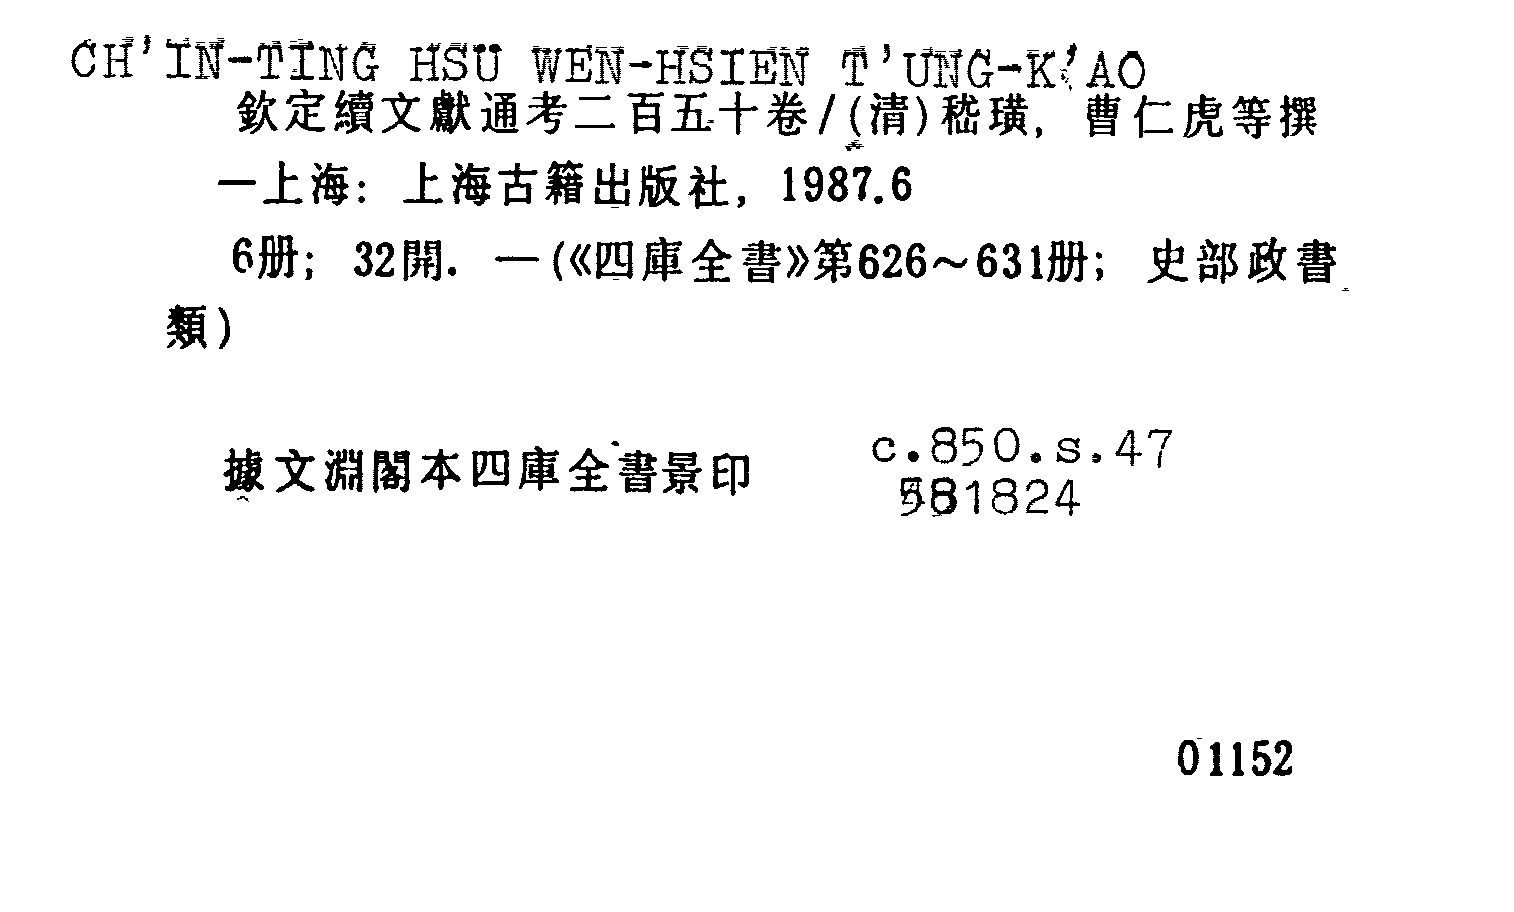 CH'IN-TING HSÜ WEN-HSIEN T'UNG-K'AO
欽定續文獻通考二百五十卷/(清)嵇璜, 曹仁虎等撰
—上海: 上海古籍出版社, 1987.6
6册; 32開. —(《四庫全書》第626～631册; 史部政書
類)
據文淵閣本四庫全書景印
c.850.s.47
581824
01152